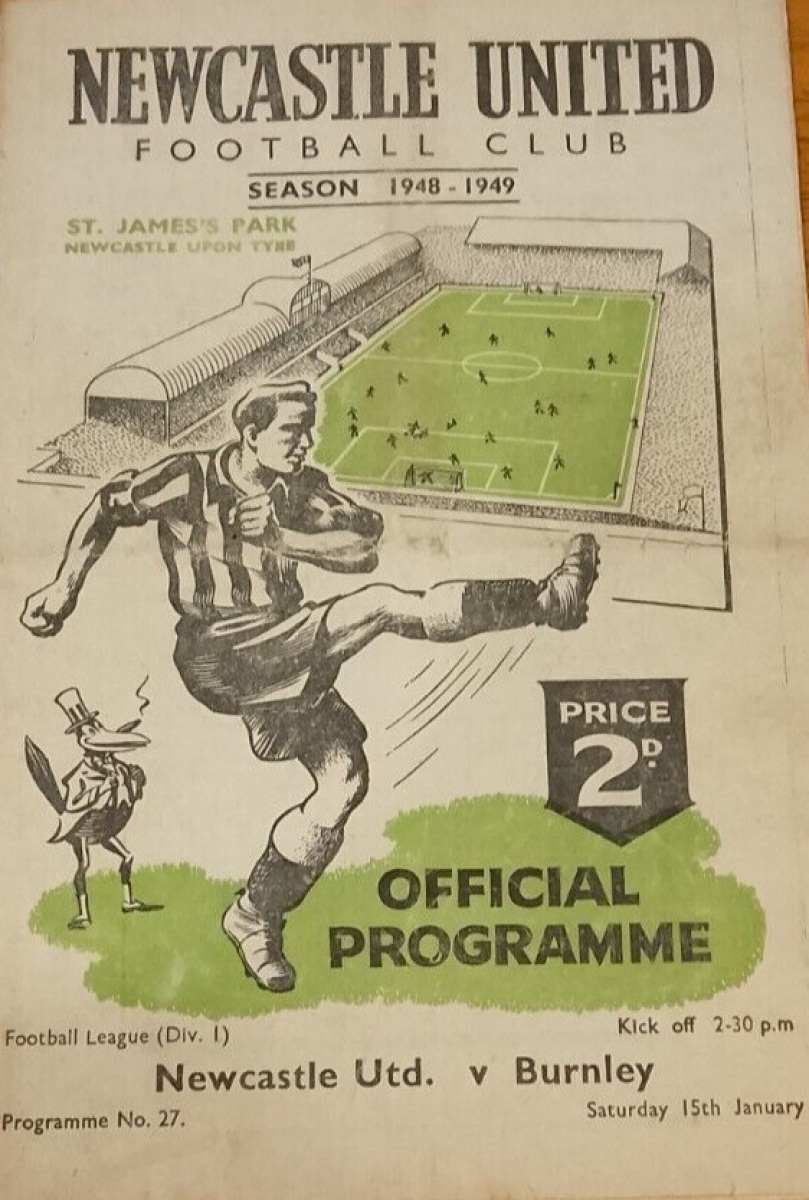 NEWCASTLE UNITED
FOOTBALL CLUB
SEASON 1948-1949
ST. JAMES'S PARK
NEWCASTLE UPON TYNE
PRICE
2D.
OFFICIAL
PROGRAMME
Football League (Div. 1)
Kick off 2-30 p.m
Newcastle Utd. v Burnley
Programme No. 27.
Saturday 15th January